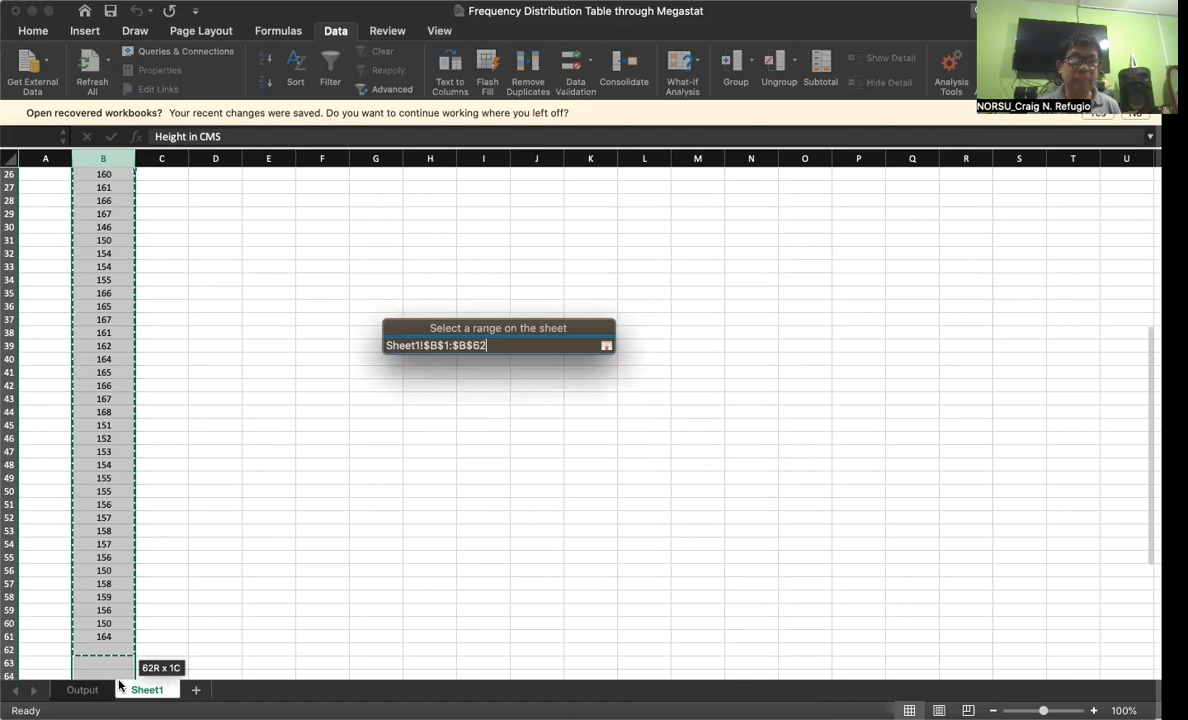 Frequency Distribution Table through Megastat
Home Insert Draw Page Layout Formulas Data Review View
Get External Data
Refresh All
Queries & Connections
Properties
Edit Links
Sort
Filter
Clear
Reapply
Advanced
Text to Columns
Flash Fill
Remove Duplicates
Data Validation
Consolidate
What-If Analysis
Group
Ungroup
Subtotal
Show Detail
Hide Detail
Analysis Tools
NORSU_Craig N. Refugio
Open recovered workbooks? Your recent changes were saved. Do you want to continue working where you left off?
fx Height in CMS
A B C D E F G H I J K L M N O P Q R S T U
26 160
27 161
28 166
29 167
30 146
31 150
32 154
33 154
34 155
35 166
36 165
37 167
38 161
39 162
40 164
41 165
42 166
43 167
44 168
45 151
46 152
47 153
48 154
49 155
50 155
51 156
52 157
53 158
54 157
55 156
56 150
57 158
58 159
59 156
60 150
61 164
62
63
64
Select a range on the sheet
Sheet1!$B$1:$B$62
62R x 1C
Output Sheet1
Ready
100%